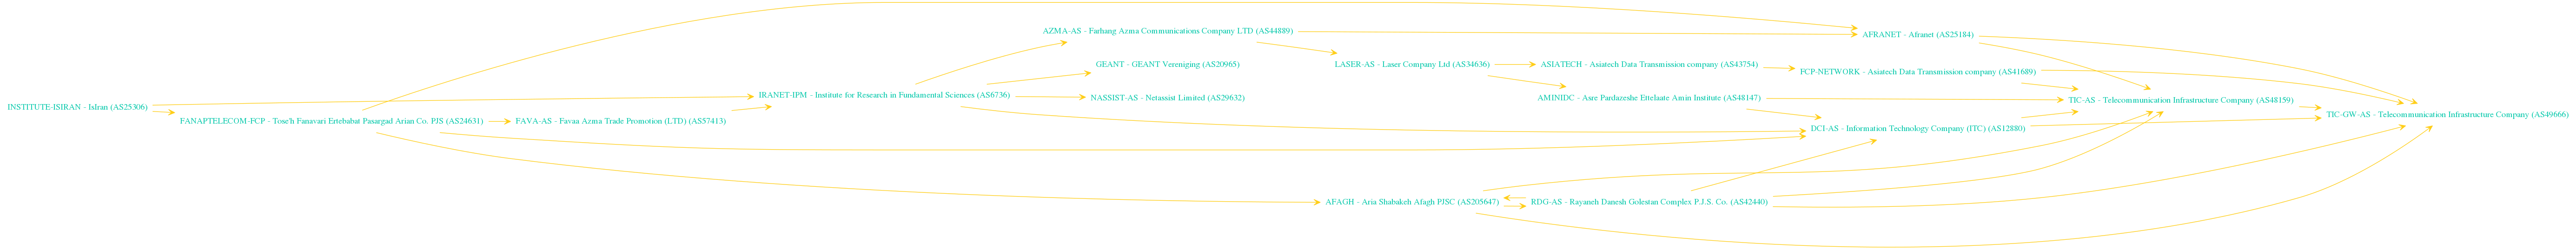 INSTITUTE-ISIRAN - IsIran (AS25306)
FANAPTELECOM-FCP - Tose'h Fanavari Ertebabat Pasargad Arian Co. PJS (AS24631)
FAVA-AS - Favaa Azma Trade Promotion (LTD) (AS57413)
IRANET-IPM - Institute for Research in Fundamental Sciences (AS6736)
AZMA-AS - Farhang Azma Communications Company LTD (AS44889)
GEANT - GEANT Vereniging (AS20965)
NASSIST-AS - Netassist Limited (AS29632)
LASER-AS - Laser Company Ltd (AS34636)
AFAGH - Aria Shabakeh Afagh PJSC (AS205647)
ASIATECH - Asiatech Data Transmission company (AS43754)
AMINIDC - Asre Pardazeshe Ettelaate Amin Institute (AS48147)
RDG-AS - Rayaneh Danesh Golestan Complex P.J.S. Co. (AS42440)
AFRANET - Afranet (AS25184)
FCP-NETWORK - Asiatech Data Transmission company (AS41689)
DCI-AS - Information Technology Company (ITC) (AS12880)
TIC-AS - Telecommunication Infrastructure Company (AS48159)
TIC-GW-AS - Telecommunication Infrastructure Company (AS49666)